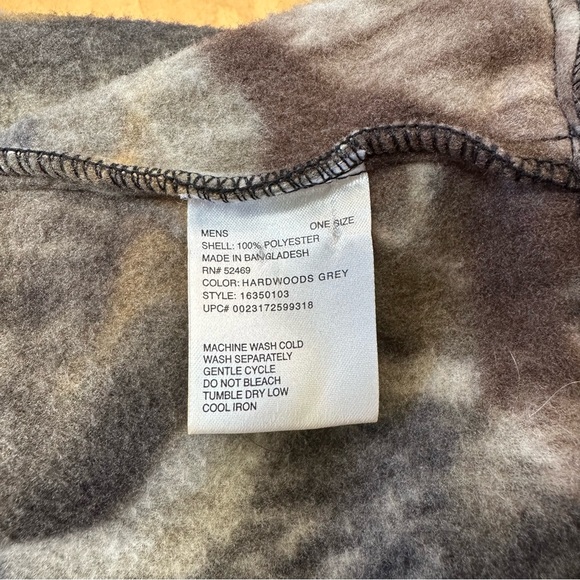 MENS ONE SIZE
SHELL: 100% POLYESTER
MADE IN BANGLADESH
RN# 52469
COLOR: HARDWOODS GREY
STYLE: 16350103
UPC# 0023172599318
MACHINE WASH COLD
WASH SEPARATELY
GENTLE CYCLE
DO NOT BLEACH
TUMBLE DRY LOW
COOL IRON